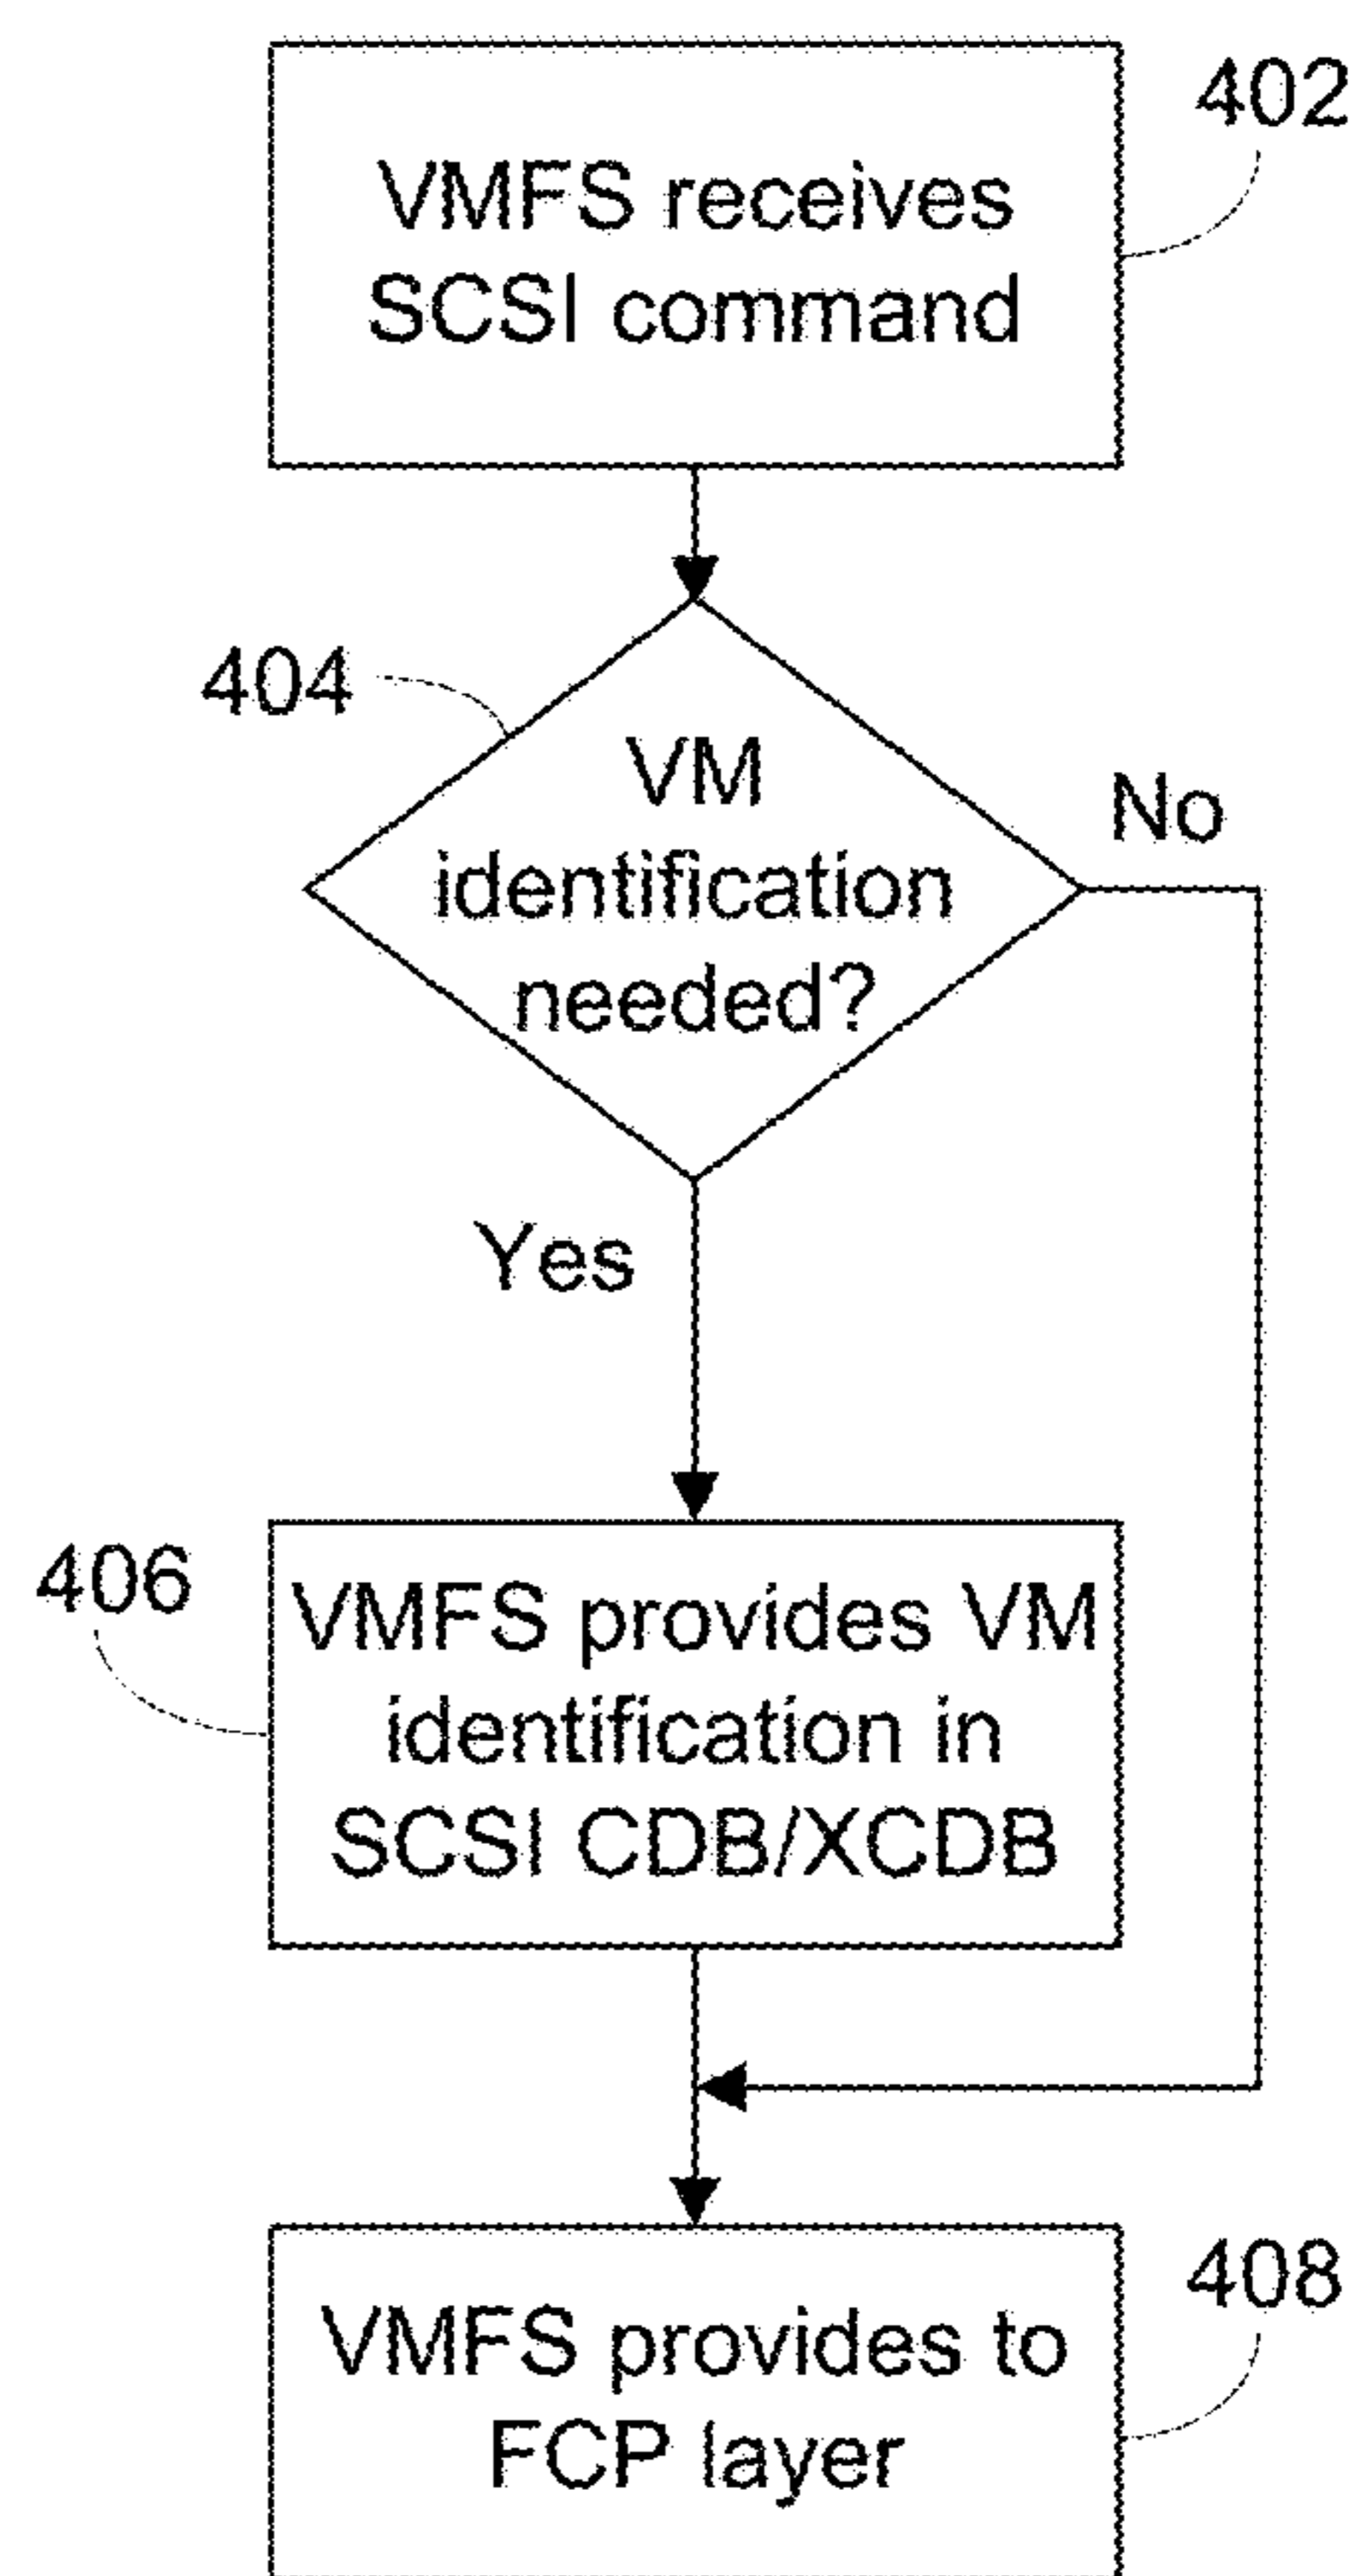 402
VMFS receives
SCSI command
404
VM
identification
needed?
No
Yes
406
VMFS provides VM
identification in
SCSI CDB/XCDB
408
VMFS provides to
FCP layer